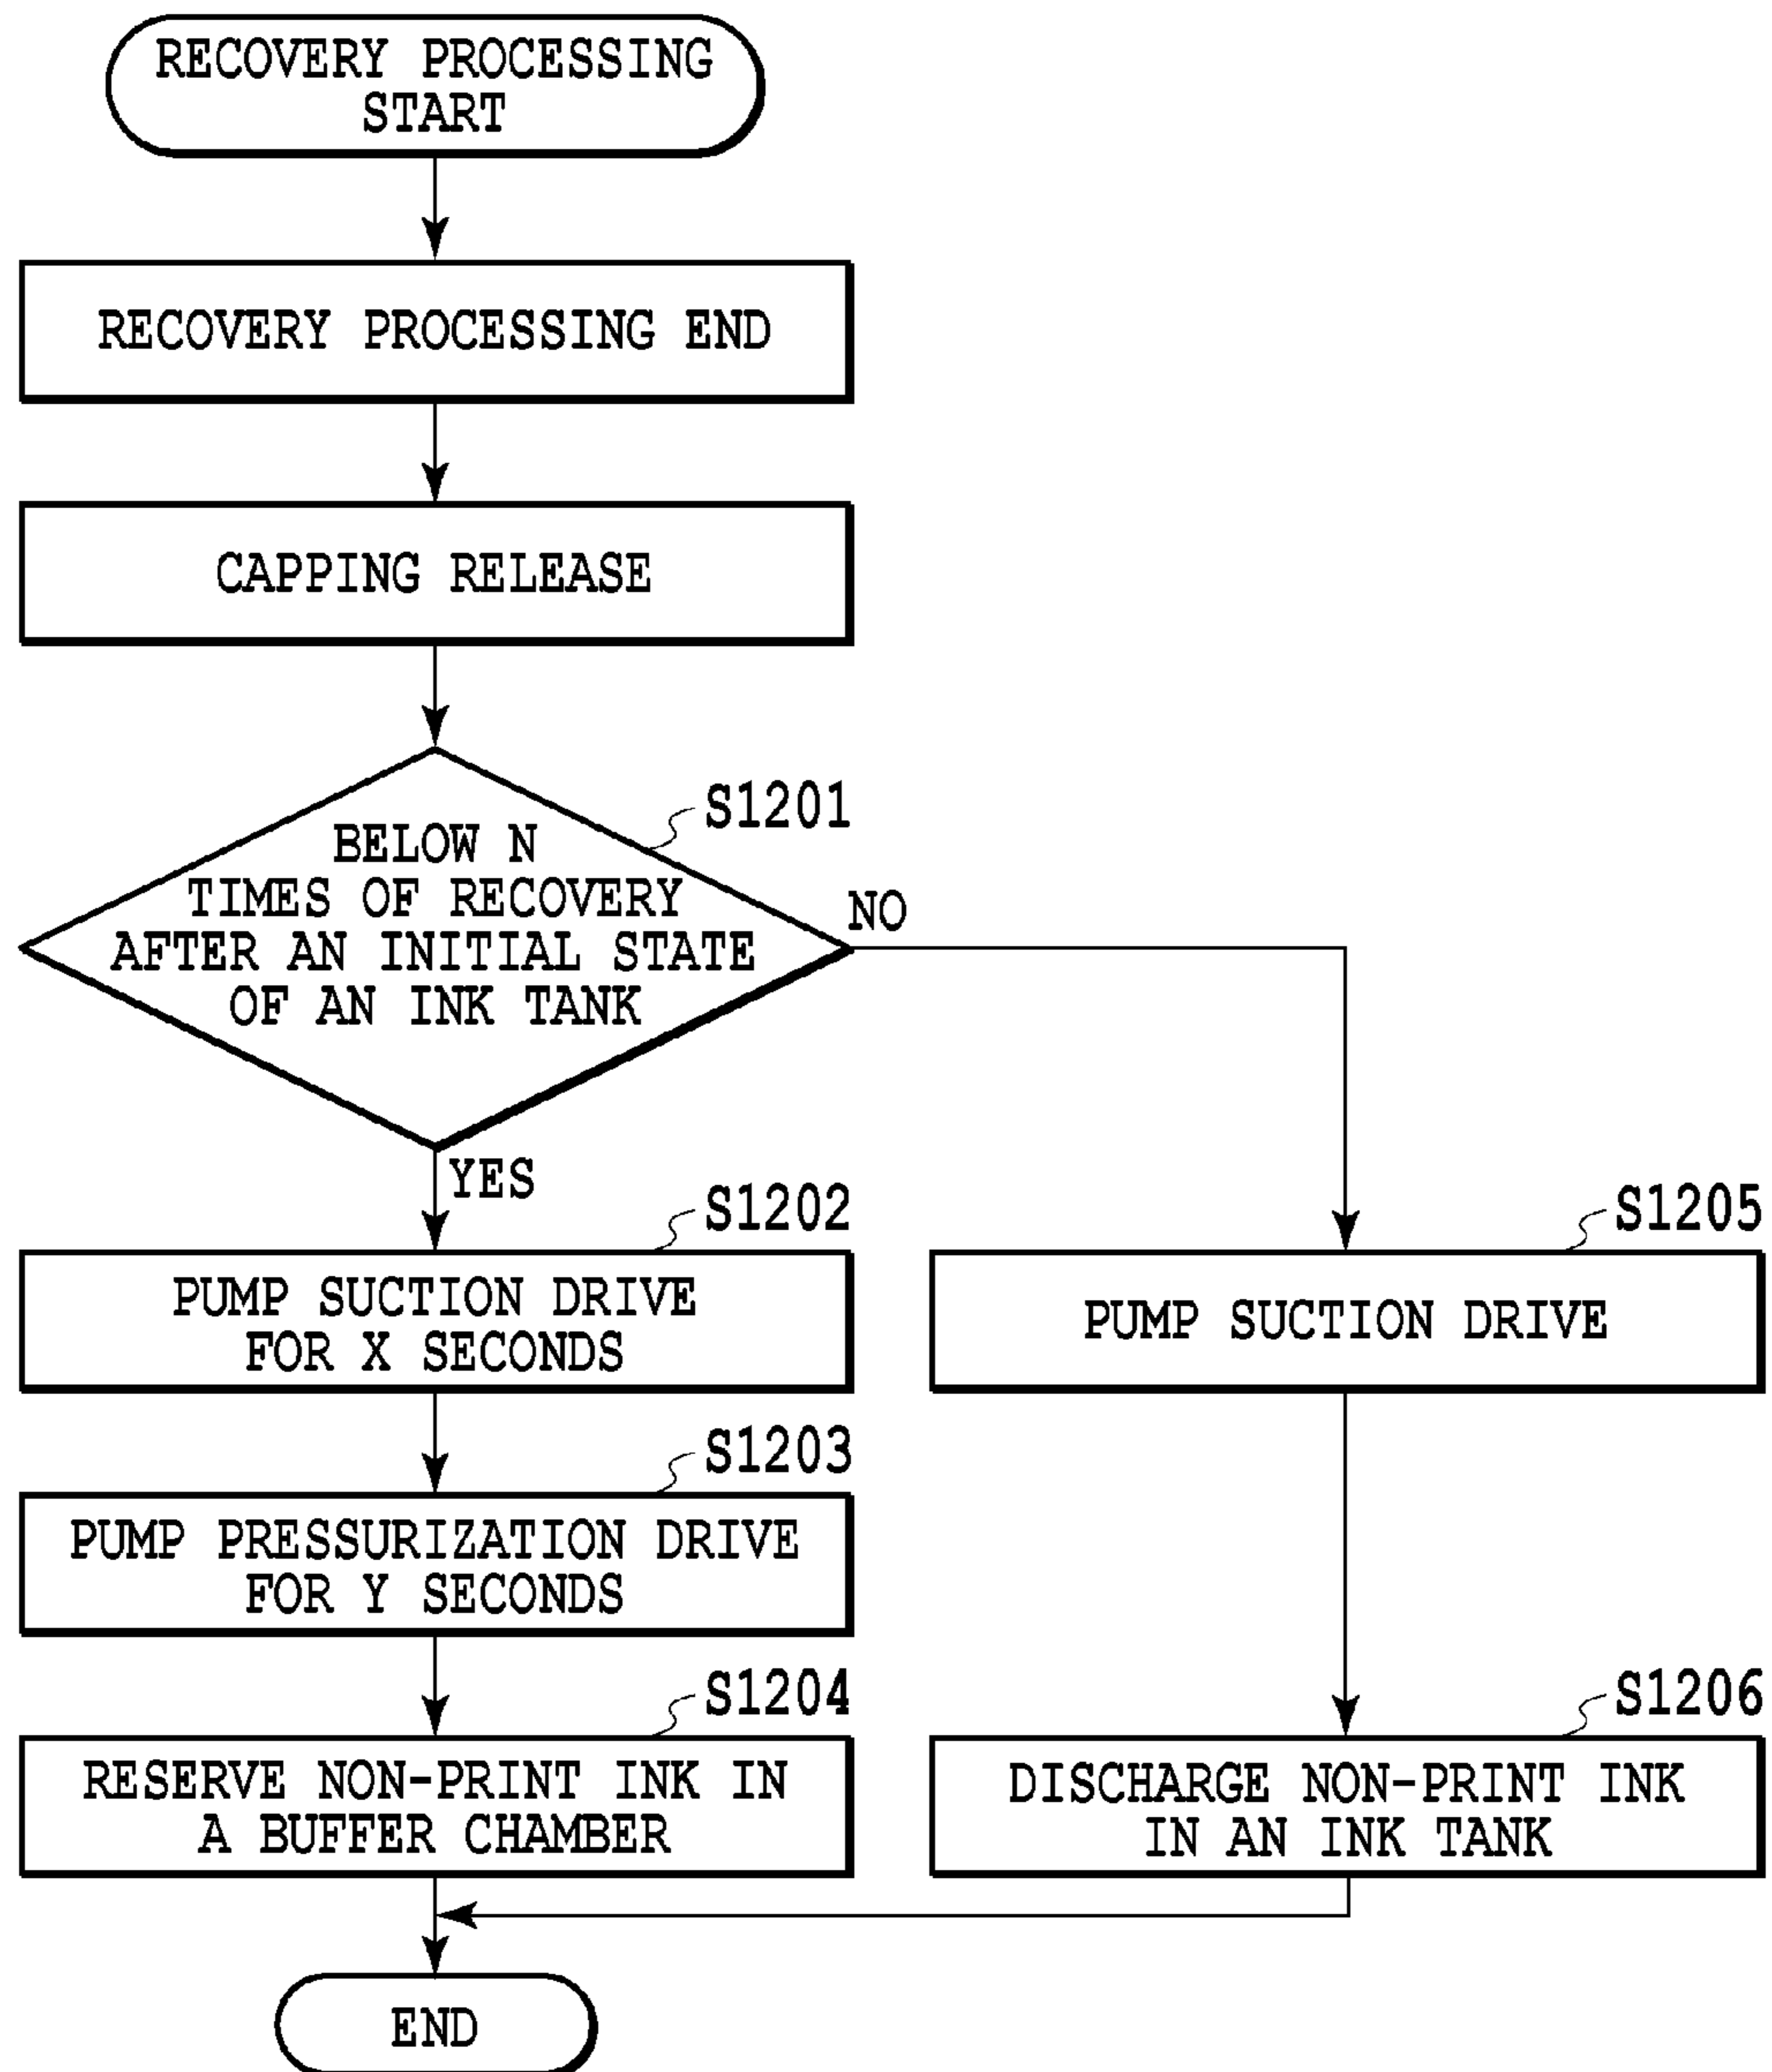 RECOVERY PROCESSING
START
RECOVERY PROCESSING END
CAPPING RELEASE
S1201
BELOW N
TIMES OF RECOVERY
AFTER AN INITIAL STATE
OF AN INK TANK
NO
YES
S1202
PUMP SUCTION DRIVE
FOR X SECONDS
S1205
PUMP SUCTION DRIVE
S1203
PUMP PRESSURIZATION DRIVE
FOR Y SECONDS
S1204
RESERVE NON-PRINT INK IN
A BUFFER CHAMBER
S1206
DISCHARGE NON-PRINT INK
IN AN INK TANK
END